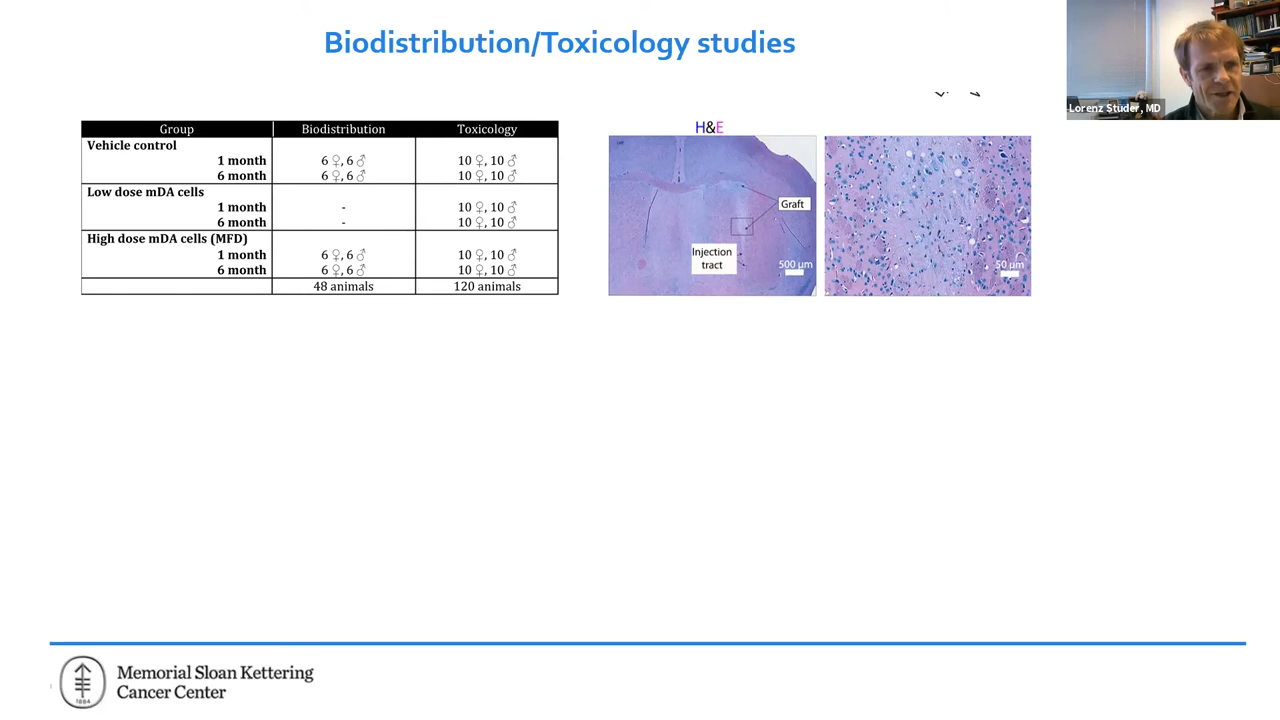 Biodistribution/Toxicology studies
Lorenz Studer, MD
Group Biodistribution Toxicology
Vehicle control
1 month 6 ♀, 6 ♂ 10 ♀, 10 ♂
6 month 6 ♀, 6 ♂ 10 ♀, 10 ♂
Low dose mDA cells
1 month - 10 ♀, 10 ♂
6 month - 10 ♀, 10 ♂
High dose mDA cells (MFD)
1 month 6 ♀, 6 ♂ 10 ♀, 10 ♂
6 month 6 ♀, 6 ♂ 10 ♀, 10 ♂
48 animals 120 animals
H&E
Graft
Injection
tract
500 µm
50 µm
Memorial Sloan Kettering
Cancer Center
1884